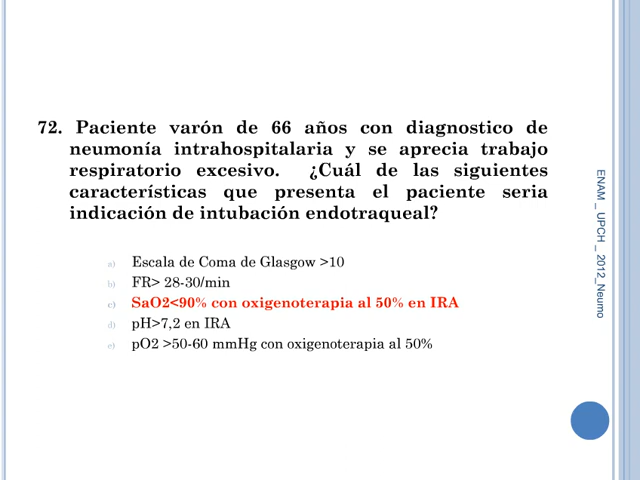 72. Paciente varón de 66 años con diagnostico de
neumonía intrahospitalaria y se aprecia trabajo
respiratorio excesivo. ¿Cuál de las siguientes
características que presenta el paciente seria
indicación de intubación endotraqueal?
a) Escala de Coma de Glasgow >10
b) FR> 28-30/min
c) SaO2<90% con oxigenoterapia al 50% en IRA
d) pH>7,2 en IRA
e) pO2 >50-60 mmHg con oxigenoterapia al 50%
ENAM _ UPCH _ 2012_Neumo